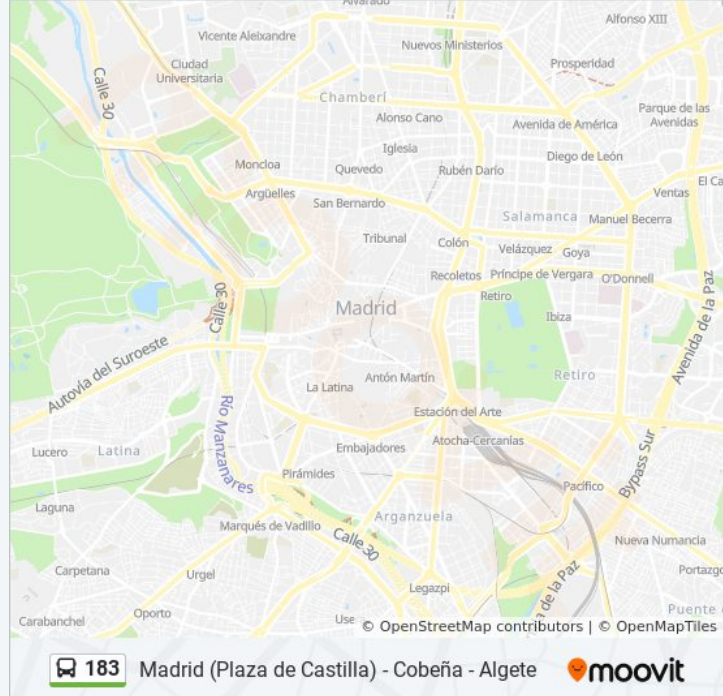 Alvarado
Alfonso XIII
Vicente Aleixandre
Nuevos Ministerios
Ciudad
Universitaria
Prosperidad
Calle 30
Chamberí
Parque de las
Avenidas
Alonso Cano
Avenida de América
Iglesia
Diego de León
Moncloa
Quevedo
Rubén Darío
El Ca
Argüelles
Ventas
San Bernardo
Salamanca
Manuel Becerra
Tribunal
Colón
Velázquez
Goya
Recoletos
Príncipe de Vergara
O'Donnell
Calle 30
Retiro
Madrid
Ibiza
Avenida de la Paz
Autovía del Suroeste
La Latina
Antón Martín
Retiro
Estación del Arte
Río Manzanares
Embajadores
Atocha-Cercanías
Lucero
Latina
Bypass Sur
Pirámides
Pacífico
Laguna
Arganzuela
Marqués de Vadillo
Calle 30
Nueva Numancia
Carpetana
Urgel
Legazpi
a de la Paz
Portazgo
Oporto
Puente
Carabanchel
Use
© OpenStreetMap contributors | © OpenMapTiles
183 Madrid (Plaza de Castilla) - Cobeña - Algete
moovit